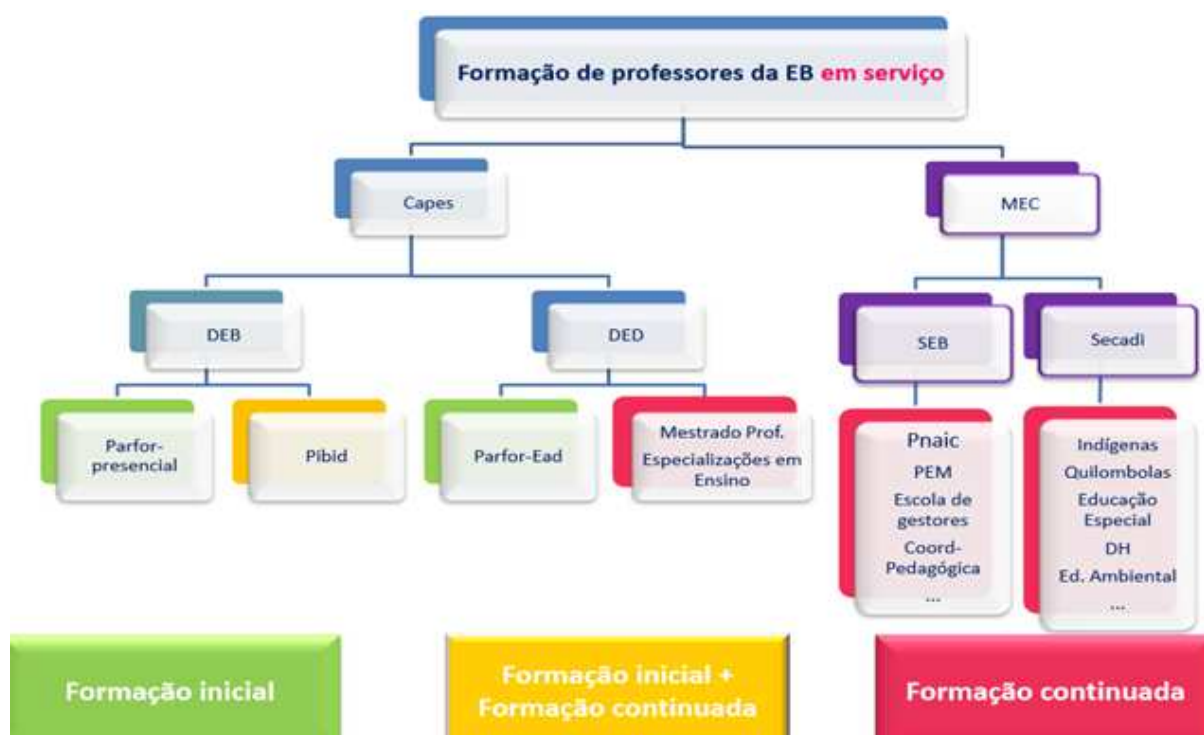 Formação de professores da EB em serviço
Capes
MEC
DEB
DED
SEB
Secadi
Parfor-
presencial
Pibid
Parfor-Ead
Mestrado Prof.
Especializações em
Ensino
Pnaic
PEM
Escola de
gestores
Coord-
Pedagógica
...
Indígenas
Quilombolas
Educação
Especial
DH
Ed. Ambiental
...
Formação inicial
Formação inicial +
Formação continuada
Formação continuada